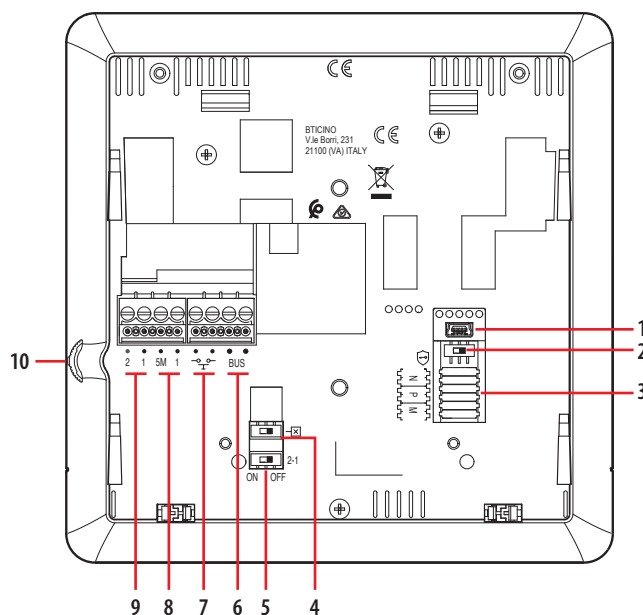 CE
BTICINO
V.le Borri, 231
21100 (VA) ITALY
CE
1
2
3
N
P
M
10
2 1 5M 1 BUS
2-1
ON OFF
9 8 7 6 5 4